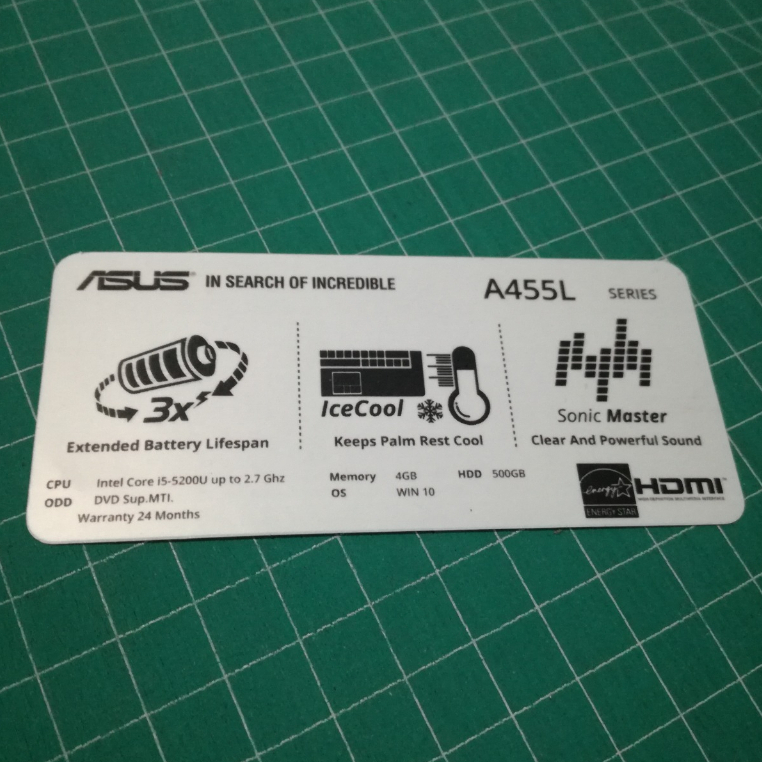 ASUS IN SEARCH OF INCREDIBLE
A455L SERIES
3x
IceCool
Sonic Master
Extended Battery Lifespan
Keeps Palm Rest Cool
Clear And Powerful Sound
CPU Intel Core i5-5200U up to 2.7 Ghz
Memory 4GB HDD 500GB
ODD DVD Sup.MTI.
OS WIN 10
Warranty 24 Months
energy
ENERGY STAR
HDMI